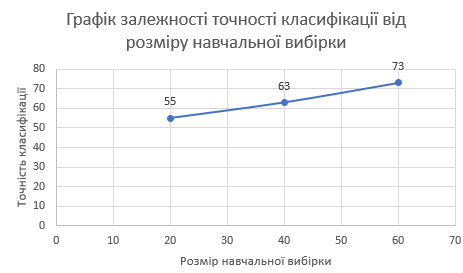 Графік залежності точності класифікації від
розміру навчальної вибірки
80
70
60
50
40
30
20
10
0
Точність класифікації
55
63
73
0 10 20 30 40 50 60 70
Розмір навчальної вибірки